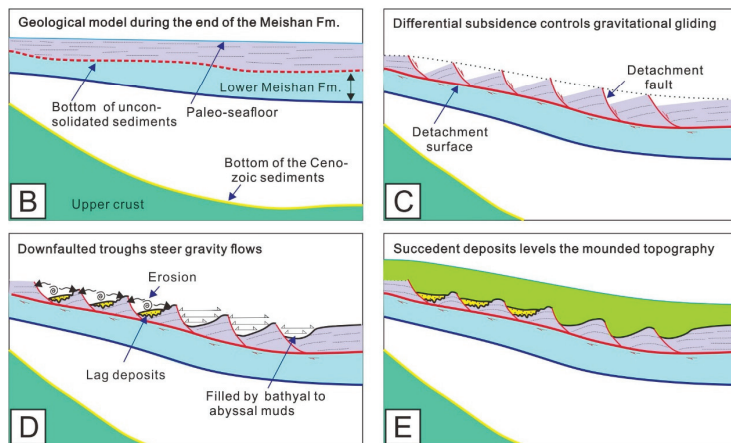 Geological model during the end of the Meishan Fm.
Lower Meishan Fm.
Bottom of uncon-
solidated sediments
Paleo-seafloor
Bottom of the Ceno-
zoic sediments
Upper crust
B
Differential subsidence controls gravitational gliding
Detachment
fault
Detachment
surface
C
Downfaulted troughs steer gravity flows
Erosion
Lag deposits
Filled by bathyal to
abyssal muds
D
Succedent deposits levels the mounded topography
E